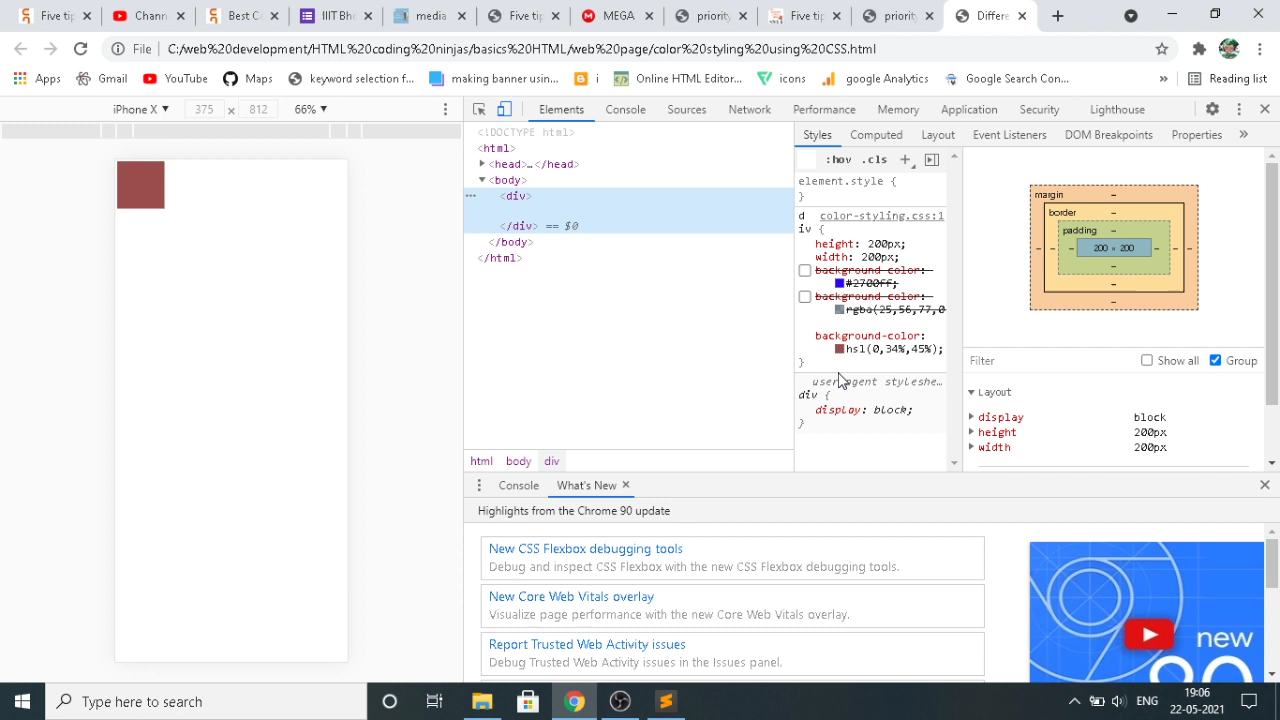 Five tip
Chann
Best C
IIIT Bh
media
Five tip
MEGA
priority
Five tip
priority
Differe
File
C:/web%20development/HTML%20coding%20ninjas/basics%20HTML/web%20page/color%20styling%20using%20CSS.html
Apps
Gmail
YouTube
Maps
keyword selection f...
making banner usin...
i
Online HTML Editor...
icons
google Analytics
Google Search Con...
»
Reading list
iPhone X ▼
375 x 812
66% ▼
Elements
Console
Sources
Network
Performance
Memory
Application
Security
Lighthouse
<!DOCTYPE html>
<html>
<head>…</head>
<body>
<div>
</div> == $0
</body>
</html>
html
body
div
Styles
Computed
Layout
Event Listeners
DOM Breakpoints
Properties
»
:hov .cls +
element.style {
}
d color-styling.css:1
iv {
height: 200px;
width: 200px;
background-color:
#2700ff;
background-color:
rgba(25,56,77,0
background-color:
hsl(0,34%,45%);
}
user agent styleshe…
div {
display: block;
}
margin
border
padding
200 × 200
Filter
Show all
Group
Layout
display block
height 200px
width 200px
Console
What's New
Highlights from the Chrome 90 update
New CSS Flexbox debugging tools
Debug and inspect CSS Flexbox with the new CSS Flexbox debugging tools.
New Core Web Vitals overlay
Visualize page performance with the new Core Web Vitals overlay.
Report Trusted Web Activity issues
Debug Trusted Web Activity issues in the Issues panel.
new
90
Type here to search
ENG
19:06
22-05-2021